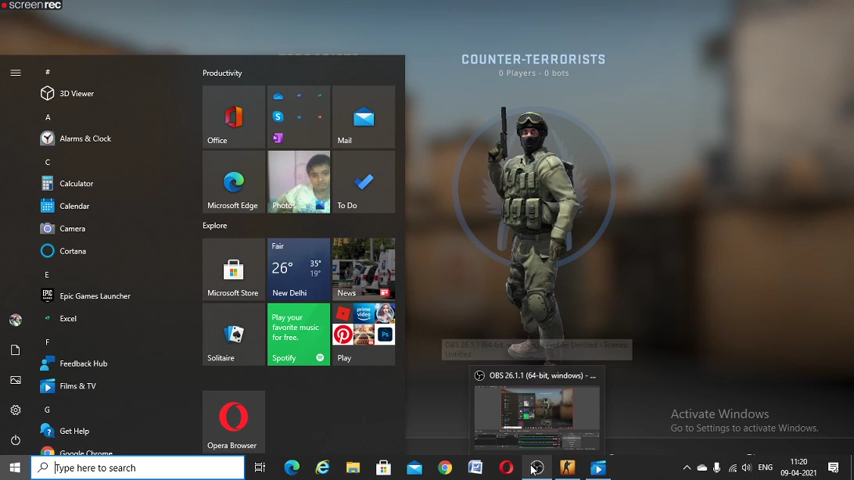 screenrec
COUNTER-TERRORISTS
0 Players - 0 bots
#
3D Viewer
A
Alarms & Clock
C
Calculator
Calendar
Camera
Cortana
E
Epic Games Launcher
Excel
F
Feedback Hub
Films & TV
G
Get Help
Google Chrome
Productivity
Office
Mail
Microsoft Edge
Photos
To Do
Explore
Microsoft Store
Fair
26° 35° 19°
New Delhi
News
Solitaire
Play your
favorite music
for free.
Spotify
Play
Opera Browser
OBS 26.1.1 (64-bit, windows) - ...
Activate Windows
Go to Settings to activate Windows.
Type here to search
ENG
11:20
09-04-2021